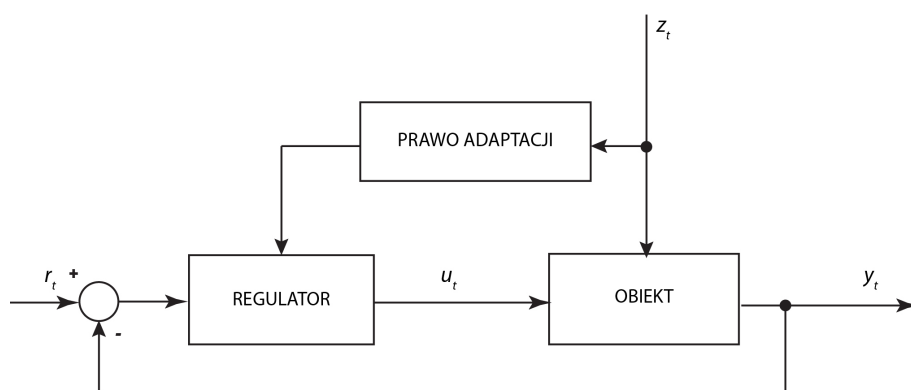 z_t
PRAWO ADAPTACJI
r_t
+
-
REGULATOR
u_t
OBIEKT
y_t